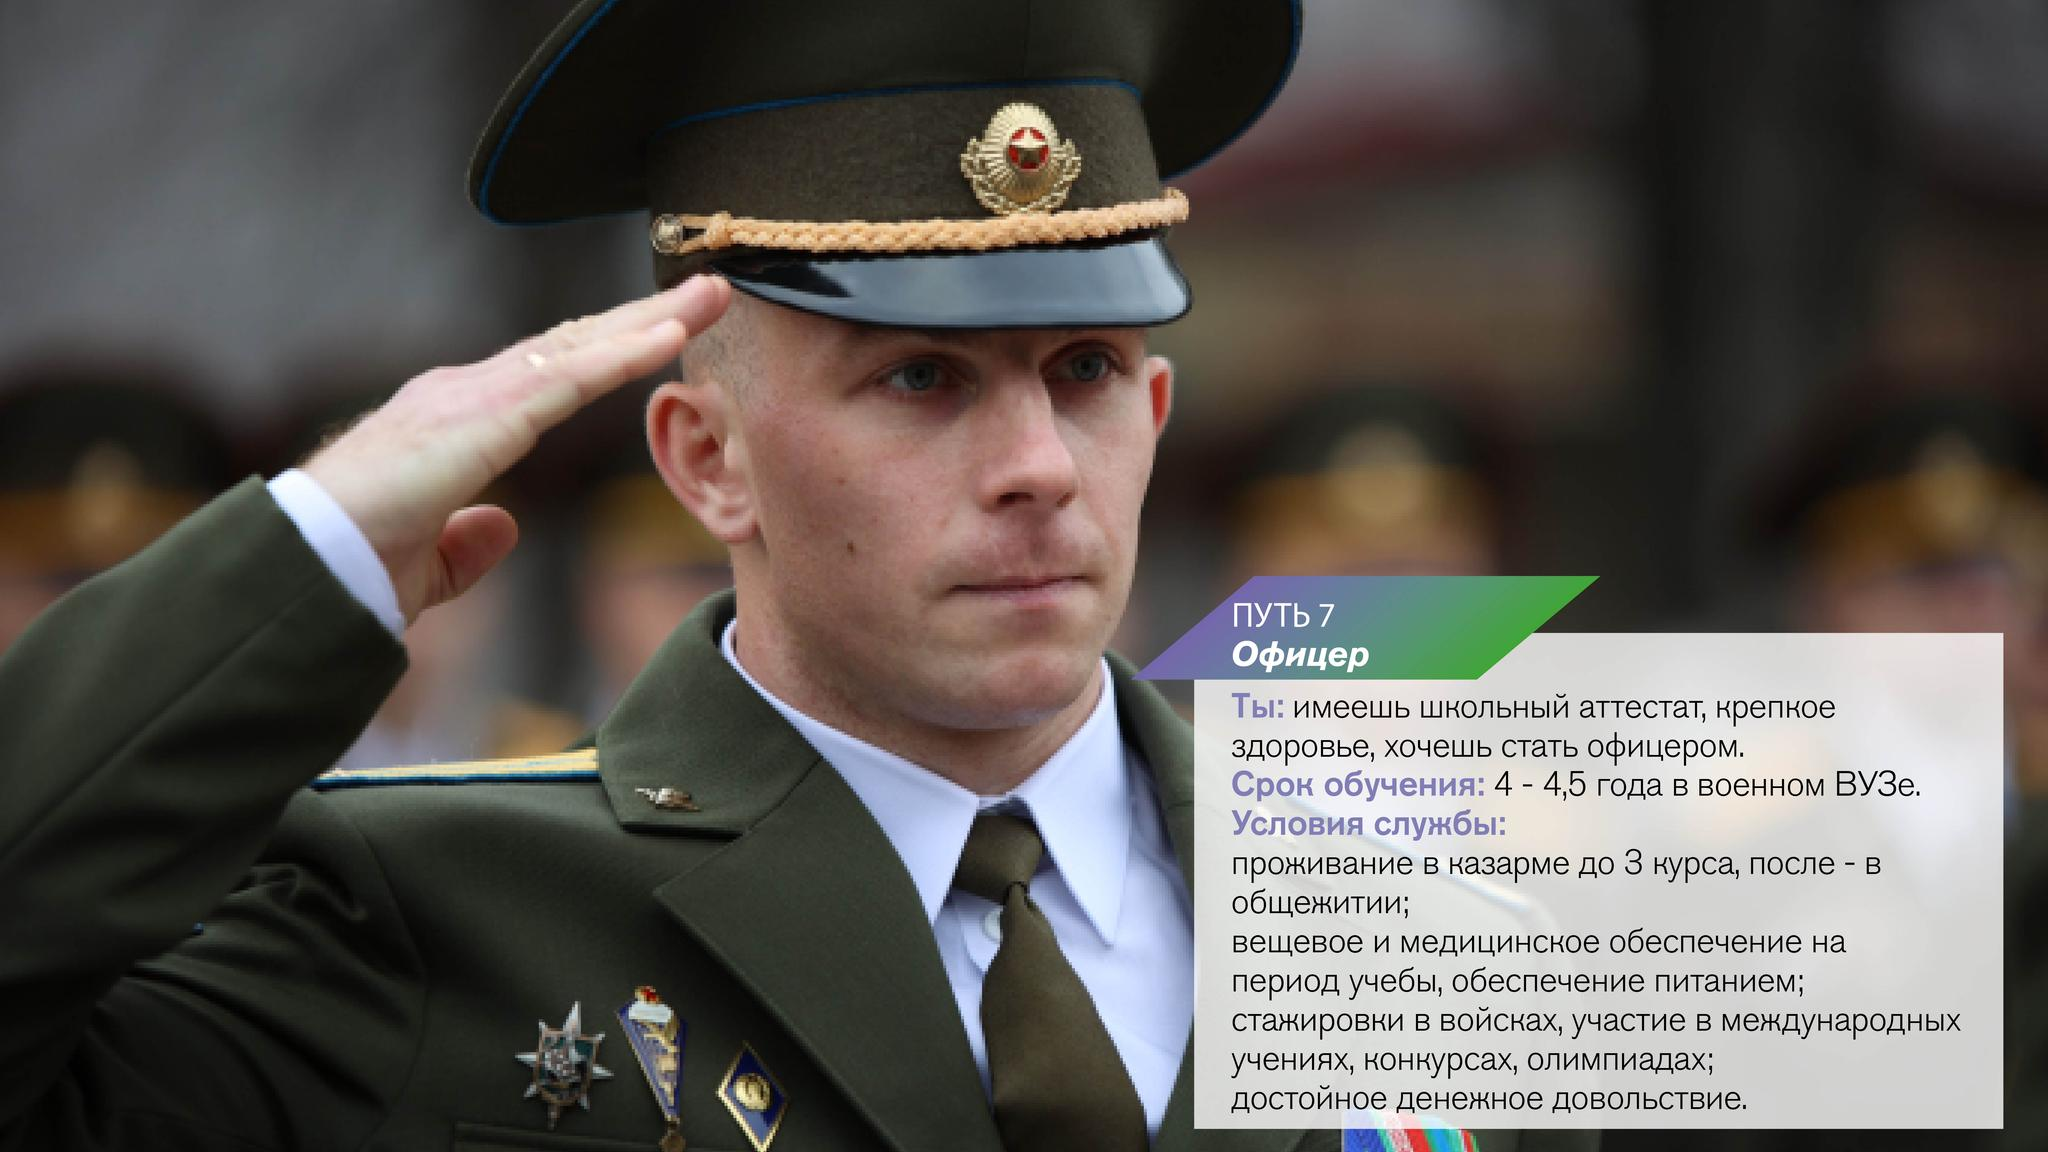 ПУТЬ 7
Офицер
Ты: имеешь школьный аттестат, крепкое
здоровье, хочешь стать офицером.
Срок обучения: 4 - 4,5 года в военном ВУЗе.
Условия службы:
проживание в казарме до 3 курса, после - в
общежитии;
вещевое и медицинское обеспечение на
период учебы, обеспечение питанием;
стажировки в войсках, участие в международных
учениях, конкурсах, олимпиадах;
достойное денежное довольствие.